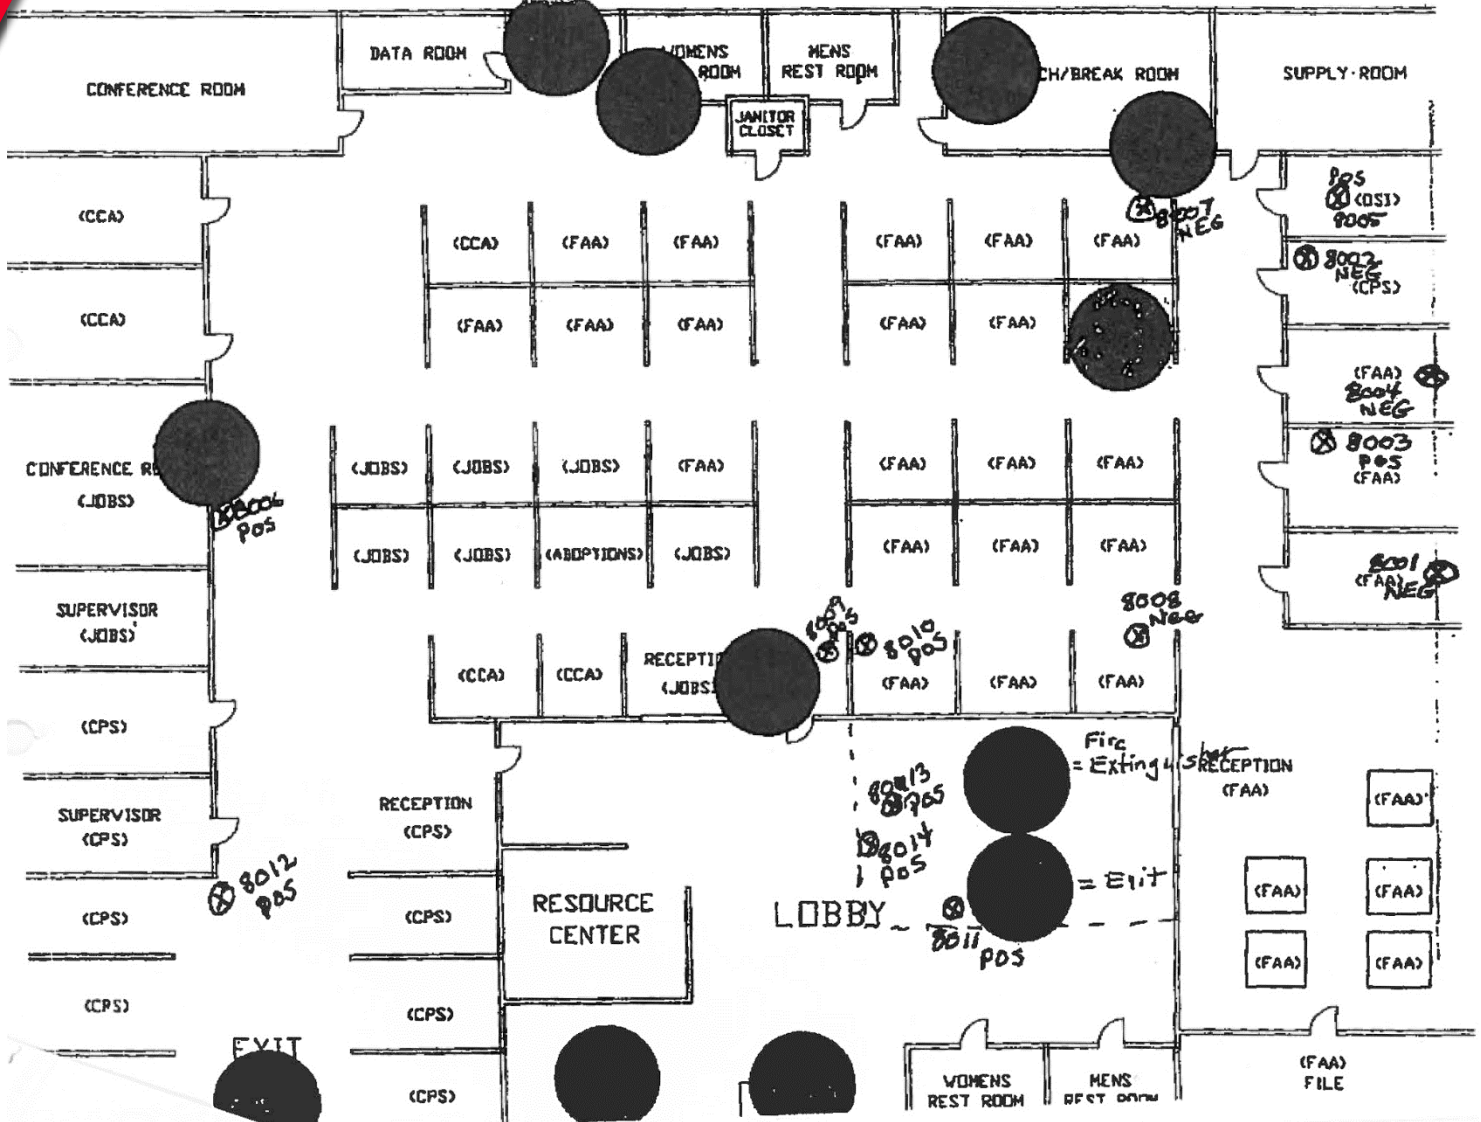 DATA ROOM
WOMENS
ROOM
MENS
REST ROOM
CH/BREAK ROOM
SUPPLY ROOM
CONFERENCE ROOM
JANITOR
CLOSET
POS
(OSI)
8005
(CCA)
8007
NEG
(CCA)
(FAA)
(FAA)
(FAA)
(FAA)
(FAA)
8002
NEG
(CPS)
(CCA)
(FAA)
(FAA)
(FAA)
(FAA)
(FAA)
(FAA)
8004
NEG
8003
POS
(FAA)
CONFERENCE
(JOBS)
(JOBS)
(JOBS)
(JOBS)
(FAA)
(FAA)
(FAA)
(FAA)
8006
POS
(JOBS)
(JOBS)
(ADOPTIONS)
(JOBS)
(FAA)
(FAA)
(FAA)
8001
(FAA)
NEG
SUPERVISOR
(JOBS)
POS
8010
POS
8008
NEG
(CCA)
(CCA)
(JOBS)
(FAA)
(FAA)
(FAA)
(CPS)
Fire
= Extinguisher
RECEPTION
(FAA)
8013
POS
(FAA)
SUPERVISOR
(CPS)
RECEPTION
(CPS)
8014
POS
= Exit
8012
POS
(CPS)
(CPS)
RESOURCE
CENTER
LOBBY
8011
POS
(FAA)
(FAA)
(FAA)
(FAA)
(CPS)
(CPS)
EXIT
(CPS)
WOMENS
REST ROOM
MENS
REST ROOM
(FAA)
FILE